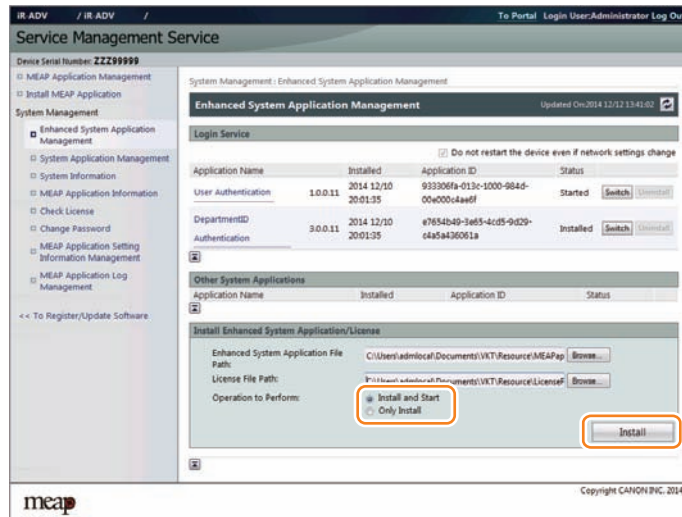 iR-ADV / iR-ADV /
To Portal Login User:Administrator Log Ou
Service Management Service
Device Serial Number: ZZZ99999
MEAP Application Management
Install MEAP Application
System Management
Enhanced System Application
Management
System Application Management
System Information
MEAP Application Information
Check License
Change Password
MEAP Application Setting
Information Management
MEAP Application Log
Management
<< To Register/Update Software
System Management : Enhanced System Application Management
Enhanced System Application Management
Updated On:2014 12/12 13:41:02
Login Service
Do not restart the device even if network settings change
Application Name Installed Application ID Status
User Authentication 1.0.0.11 2014 12/10 20:01:35 933306fa-013c-1000-984d-00e000c4ae6f Started Switch Uninstall
DepartmentID Authentication 3.0.0.11 2014 12/10 20:01:35 e7654b49-3e65-4cd5-9d29-c4a5a436061a Installed Switch Uninstall
Other System Applications
Application Name Installed Application ID Status
Install Enhanced System Application/License
Enhanced System Application File
Path: C:\Users\admlocal\Documents\VKT\Resource\MEAPap Browse...
License File Path: C:\Users\admlocal\Documents\VKT\Resource\LicenseF Browse...
Operation to Perform: Install and Start
Only Install
Install
meap
Copyright CANON INC. 2014